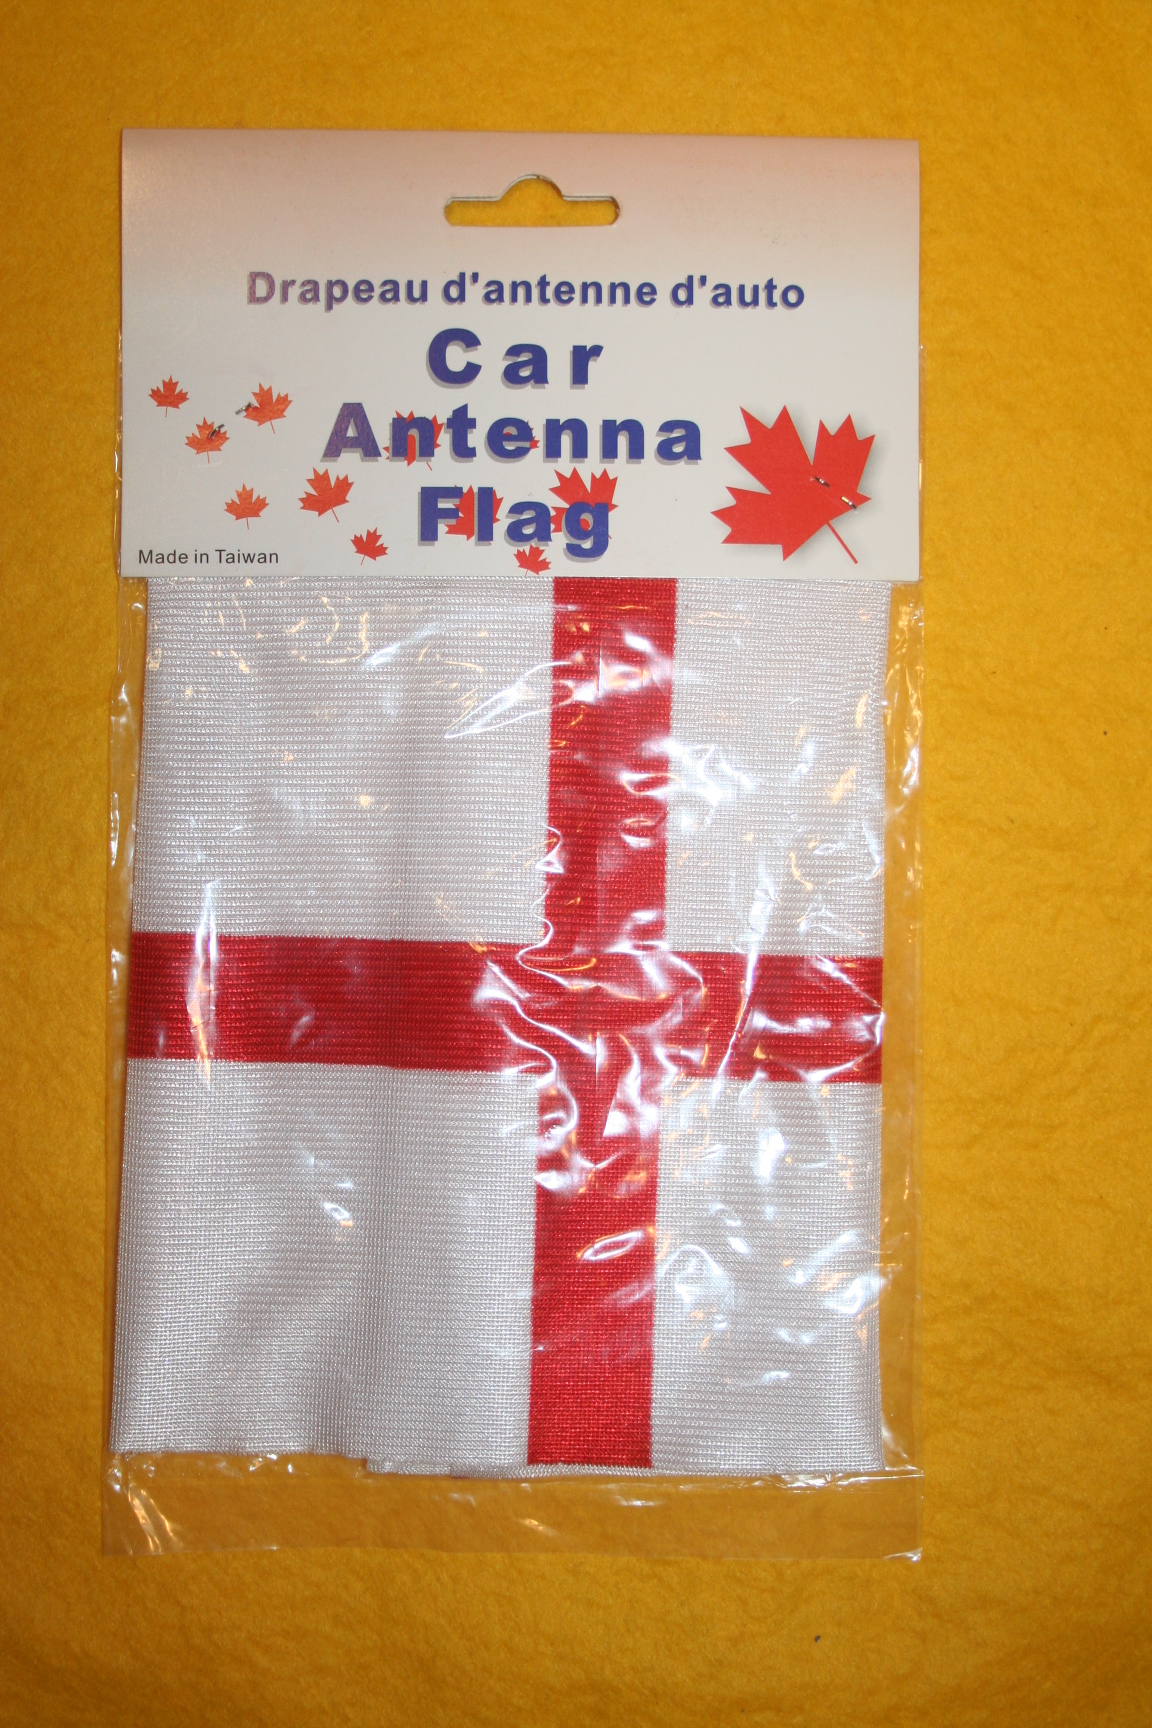 Drapeau d'antenne d'auto
Car
Antenna
Flag
Made in Taiwan